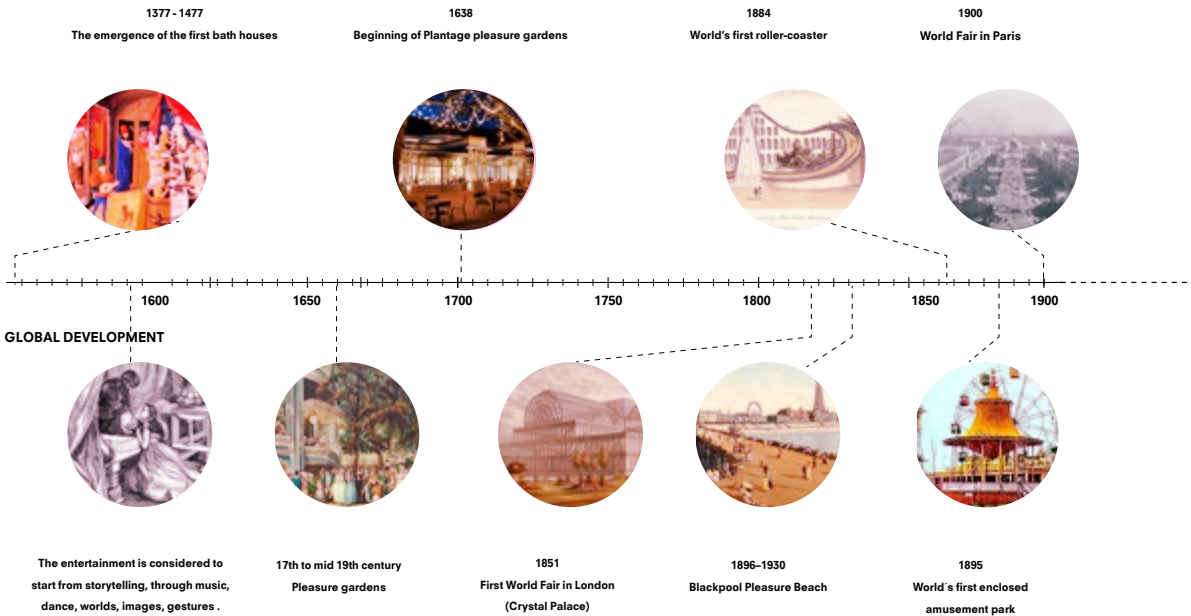 1377 - 1477
The emergence of the first bath houses
1638
Beginning of Plantage pleasure gardens
1884
World's first roller-coaster
1900
World Fair in Paris
1600
1650
1700
1750
1800
1850
1900
GLOBAL DEVELOPMENT
The entertainment is considered to
start from storytelling, through music,
dance, worlds, images, gestures .
17th to mid 19th century
Pleasure gardens
1851
First World Fair in London
(Crystal Palace)
1896–1930
Blackpool Pleasure Beach
1895
World´s first enclosed
amusement park